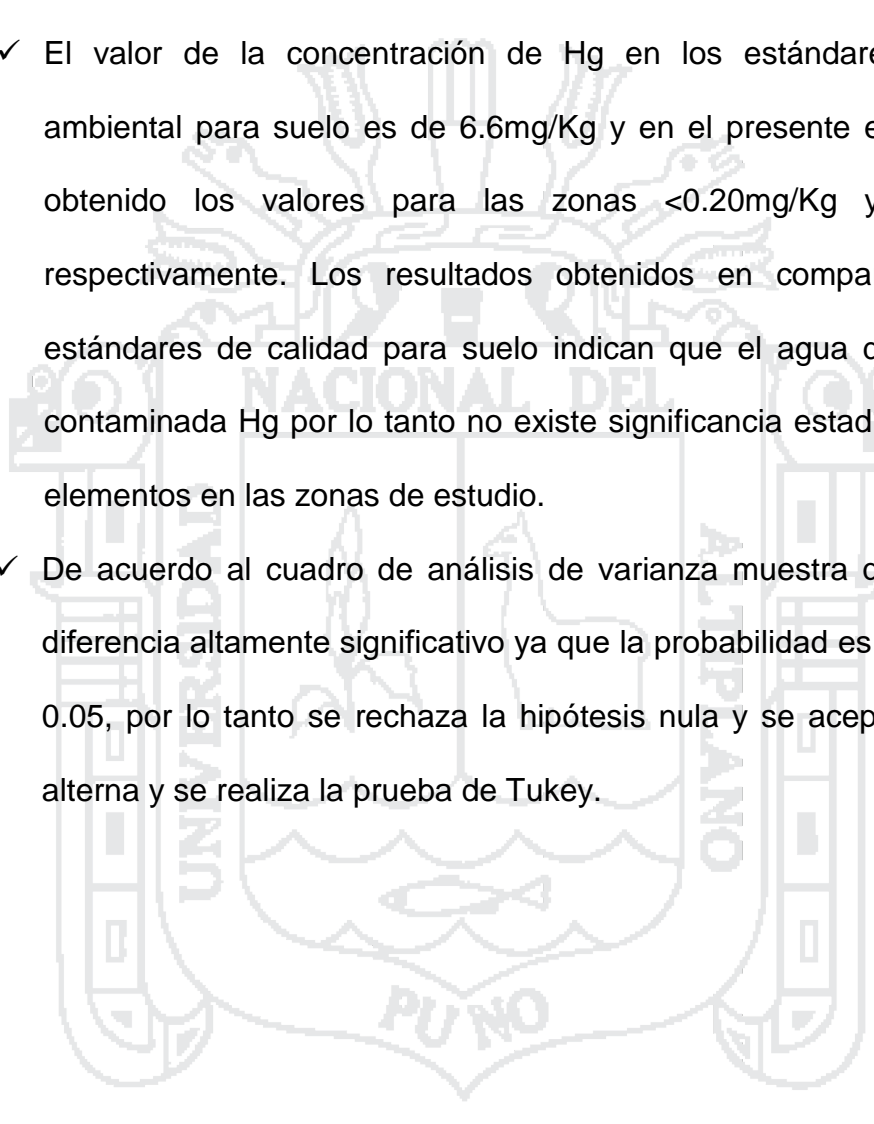 ✓ El valor de la concentración de Hg en los estándare
ambiental para suelo es de 6.6mg/Kg y en el presente e
obtenido los valores para las zonas <0.20mg/Kg y
respectivamente. Los resultados obtenidos en compa
estándares de calidad para suelo indican que el agua
contaminada Hg por lo tanto no existe significancia estad
elementos en las zonas de estudio.
✓ De acuerdo al cuadro de análisis de varianza muestra
diferencia altamente significativo ya que la probabilidad es
0.05, por lo tanto se rechaza la hipótesis nula y se acep
alterna y se realiza la prueba de Tukey.
NACIONAL DEL
UNIVERSIDAD
ALTIPLANO
PUNO